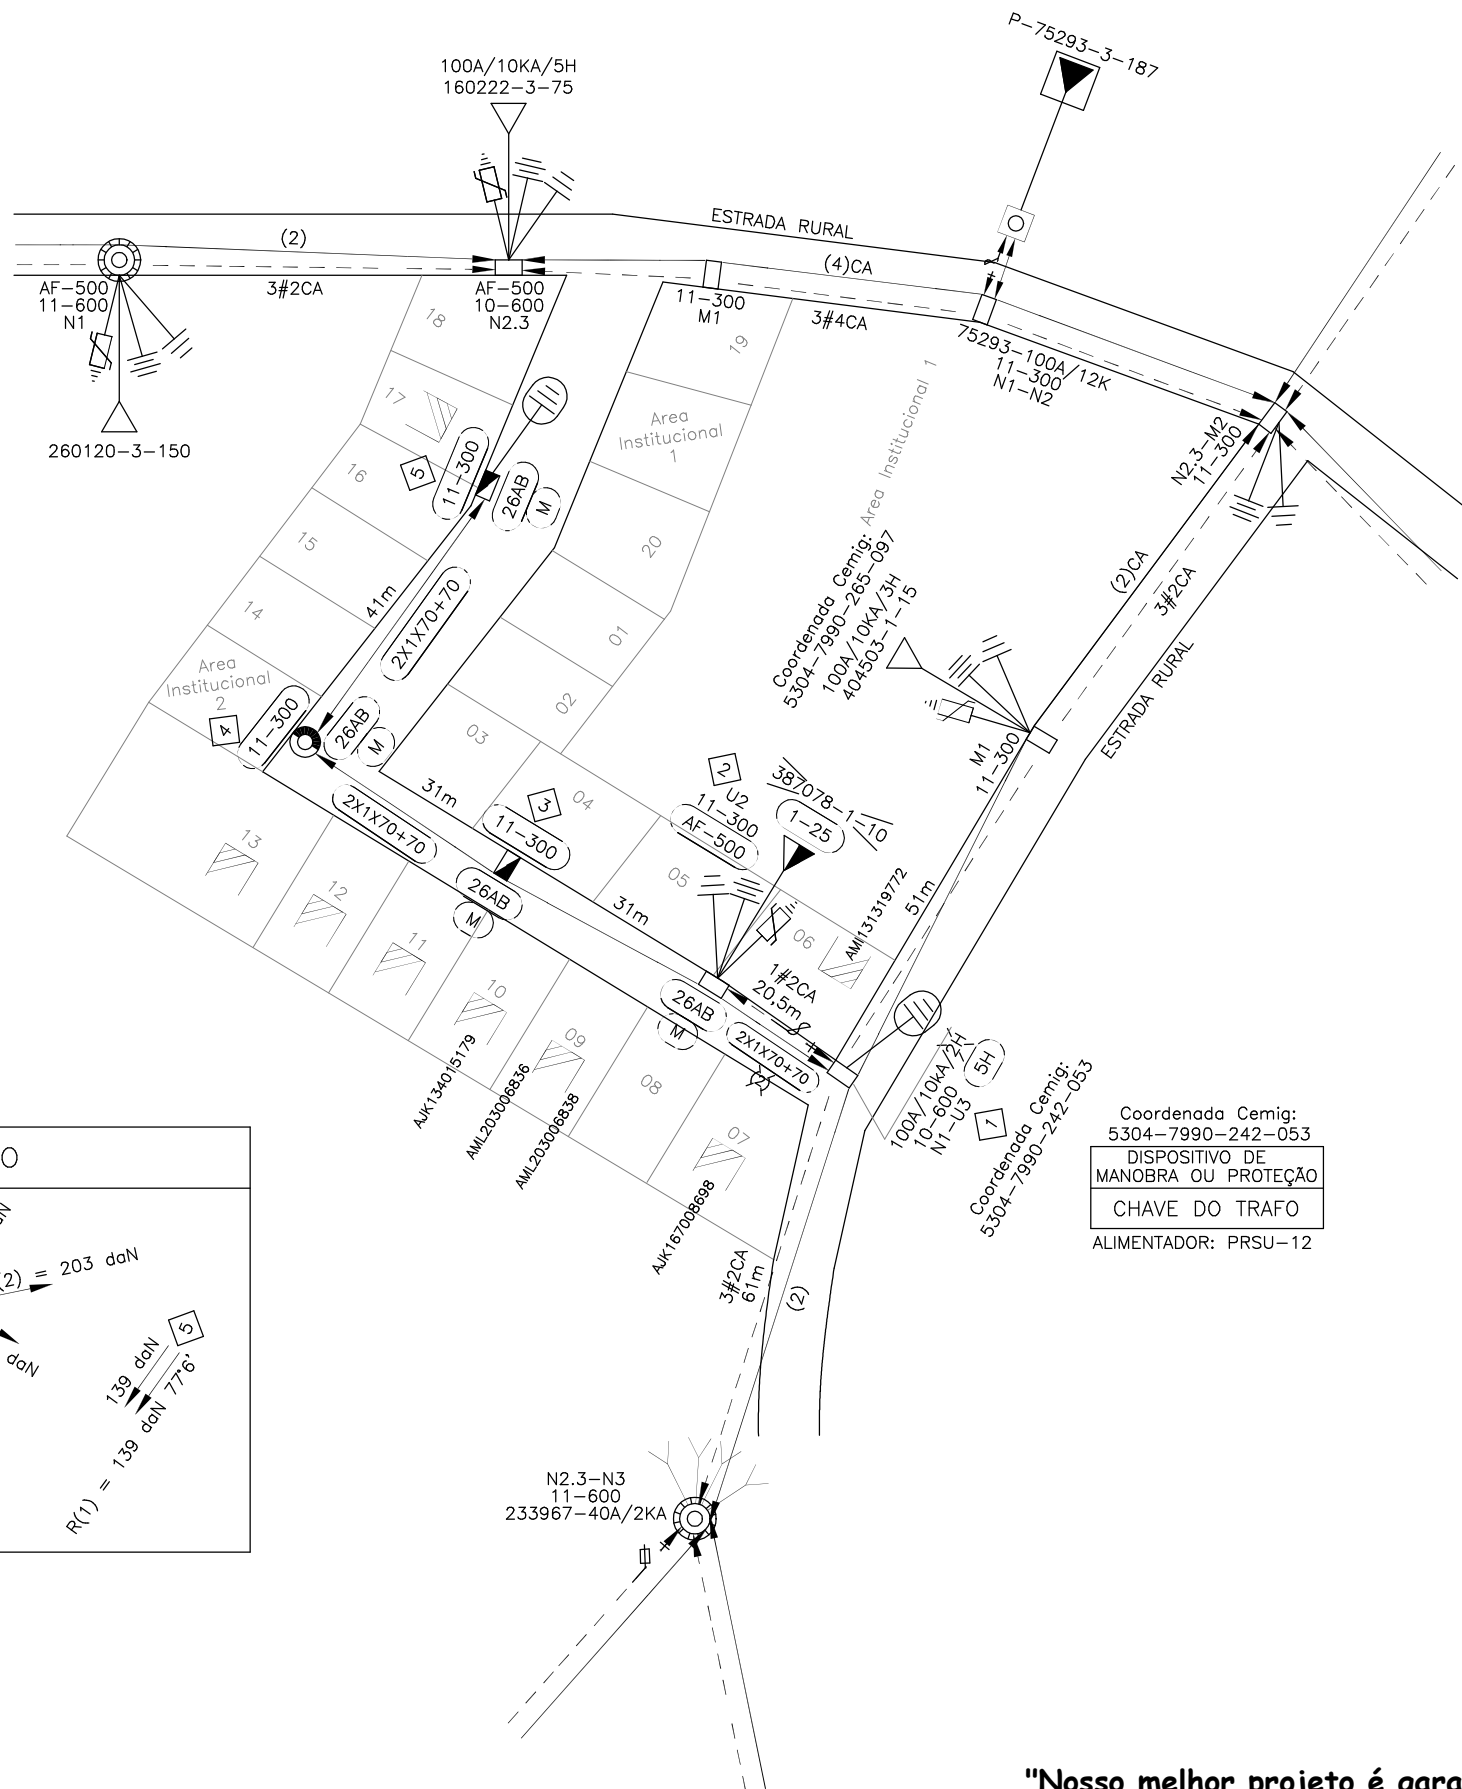 P-75293-3-187
100A/10KA/5H
160222-3-75
ESTRADA RURAL
(2)
(4)CA
3#2CA
AF-500
11-600
N1
AF-500
10-600
N2.3
11-300
M1
3#4CA
75293-100A/12K
11-300
N1-N2
260120-3-150
18
17
16
15
14
19
Area
Institucional
1
20
01
02
03
04
05
06
Area Institucional 1
N2.3-M2
11-300
5
11-300
26AB
M
41m
2X1X70+70
Area
Institucional
2
4
11-300
26AB
M
Coordenada Cemig:
5304-7990-265-097
100A/10KA/3H
404503-1-15
(2)CA
3#2CA
ESTRADA RURAL
M1
11-300
31m
2X1X70+70
3
11-300
26AB
M
2
U2
11-300
AF-500
387078-1-10
1-25
31m
51m
AMI131319772
1#2CA
20,5m
26AB
M
2X1X70+70
(2)
13
12
11
10
09
08
07
AJK134015179
AML203006836
AML203006838
AJK167008698
100A/10kA/2H
5H
10-600
N1-U3
1
Coordenada Cemig:
5304-7990-242-053
Coordenada Cemig:
5304-7990-242-053
DISPOSITIVO DE
MANOBRA OU PROTEÇÃO
CHAVE DO TRAFO
ALIMENTADOR: PRSU-12
3#2CA
61m
(2)
O
(2) = 203 daN
daN
5
139 daN
77°6'
R(1) = 139 daN
N2.3-N3
11-600
233967-40A/2KA
"Nosso melhor projeto é gara